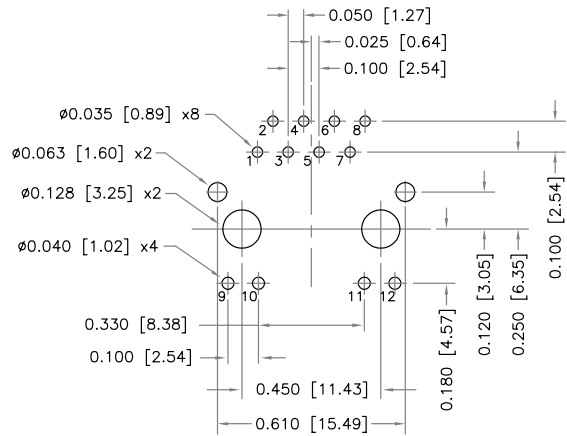 0.050 [1.27]
0.025 [0.64]
0.100 [2.54]
2 4 6 8
ø0.035 [0.89] x8
1 3 5 7
ø0.063 [1.60] x2
ø0.128 [3.25] x2
ø0.040 [1.02] x4
9 10 11 12
0.330 [8.38]
0.100 [2.54]
0.450 [11.43]
0.610 [15.49]
0.180 [4.57]
0.120 [3.05]
0.250 [6.35]
0.100 [2.54]